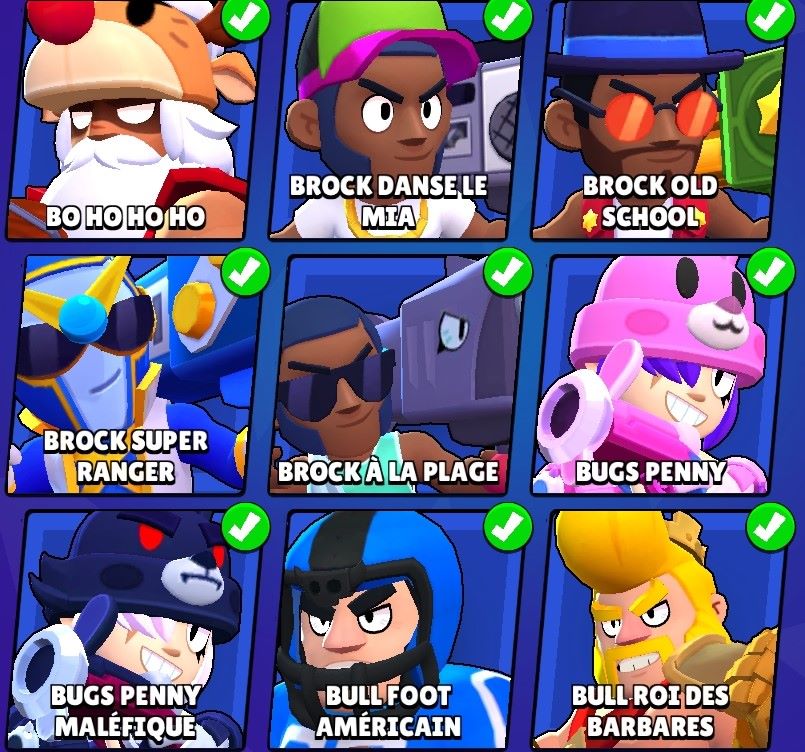 BO HO HO HO
BROCK DANSE LE
MIA
BROCK OLD
SCHOOL
BROCK SUPER
RANGER
BROCK À LA PLAGE
BUGS PENNY
BUGS PENNY
MALÉFIQUE
BULL FOOT
AMÉRICAIN
BULL ROI DES
BARBARES